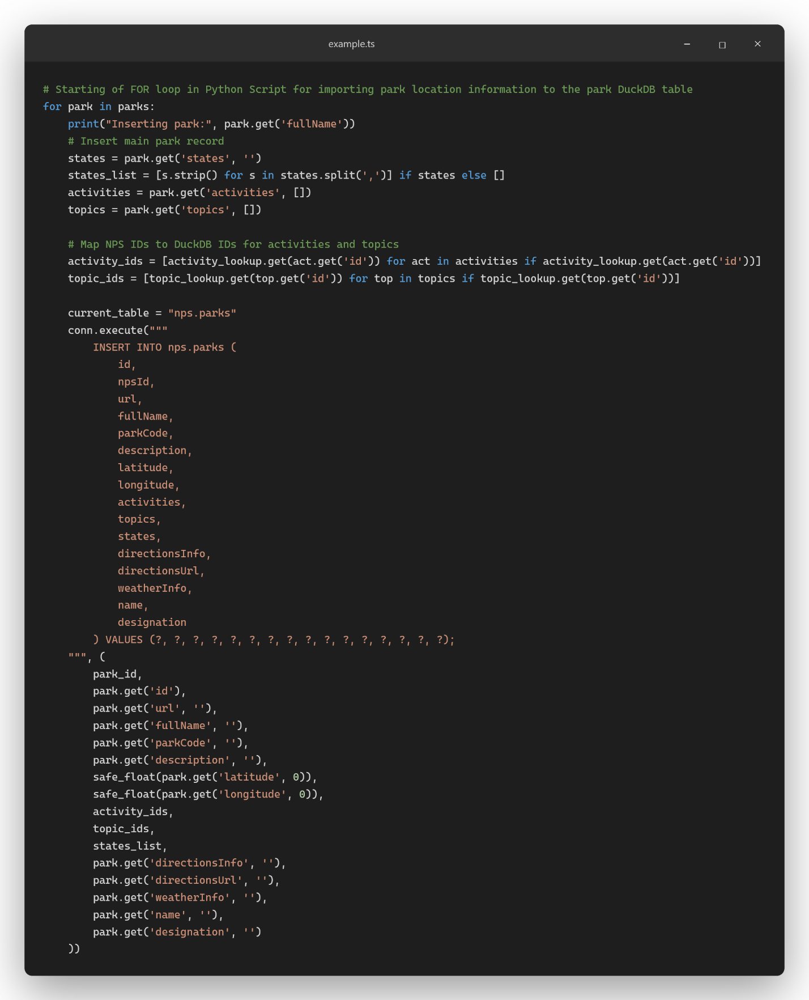 example.ts
# Starting of FOR loop in Python Script for importing park location information to the park DuckDB table
for park in parks:
    print("Inserting park:", park.get('fullName'))
    # Insert main park record
    states = park.get('states', '')
    states_list = [s.strip() for s in states.split(',')] if states else []
    activities = park.get('activities', [])
    topics = park.get('topics', [])

    # Map NPS IDs to DuckDB IDs for activities and topics
    activity_ids = [activity_lookup.get(act.get('id')) for act in activities if activity_lookup.get(act.get('id'))]
    topic_ids = [topic_lookup.get(top.get('id')) for top in topics if topic_lookup.get(top.get('id'))]

    current_table = "nps.parks"
    conn.execute("""
        INSERT INTO nps.parks (
            id,
            npsId,
            url,
            fullName,
            parkCode,
            description,
            latitude,
            longitude,
            activities,
            topics,
            states,
            directionsInfo,
            directionsUrl,
            weatherInfo,
            name,
            designation
        ) VALUES (?, ?, ?, ?, ?, ?, ?, ?, ?, ?, ?, ?, ?, ?, ?, ?);
    """, (
        park_id,
        park.get('id'),
        park.get('url', ''),
        park.get('fullName', ''),
        park.get('parkCode', ''),
        park.get('description', ''),
        safe_float(park.get('latitude', 0)),
        safe_float(park.get('longitude', 0)),
        activity_ids,
        topic_ids,
        states_list,
        park.get('directionsInfo', ''),
        park.get('directionsUrl', ''),
        park.get('weatherInfo', ''),
        park.get('name', ''),
        park.get('designation', '')
    ))